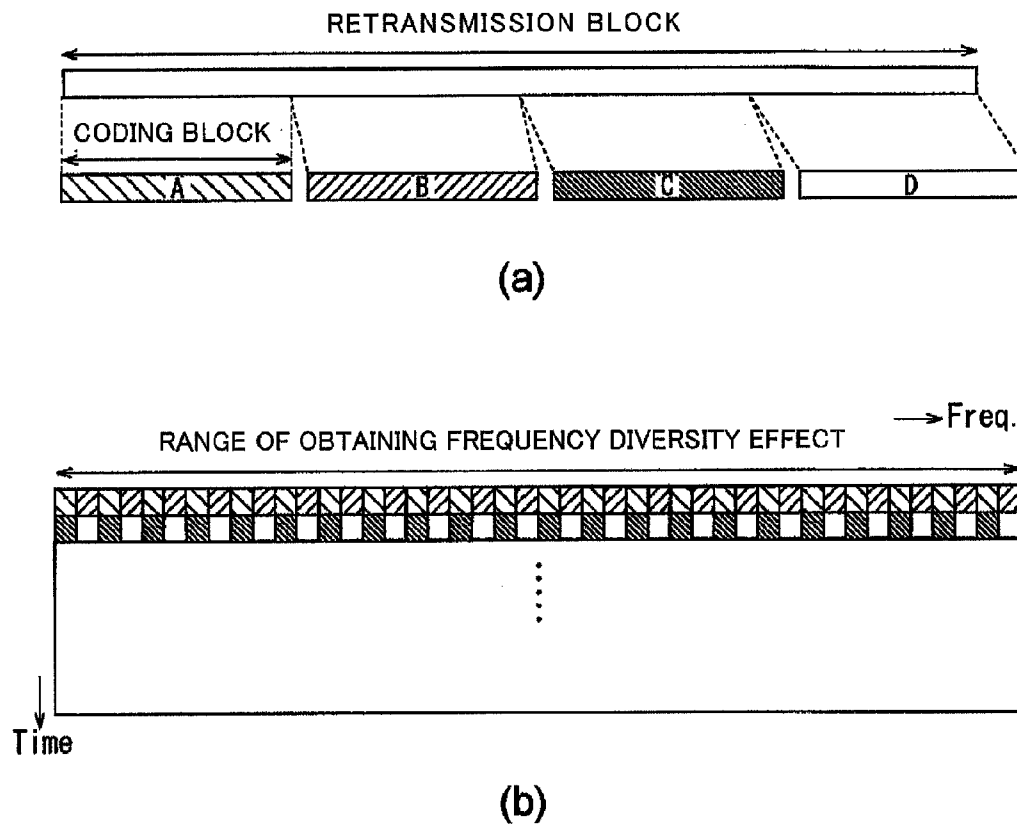 RETRANSMISSION BLOCK
CODING BLOCK
A
B
C
D
(a)
Freq.
RANGE OF OBTAINING FREQUENCY DIVERSITY EFFECT
Time
(b)